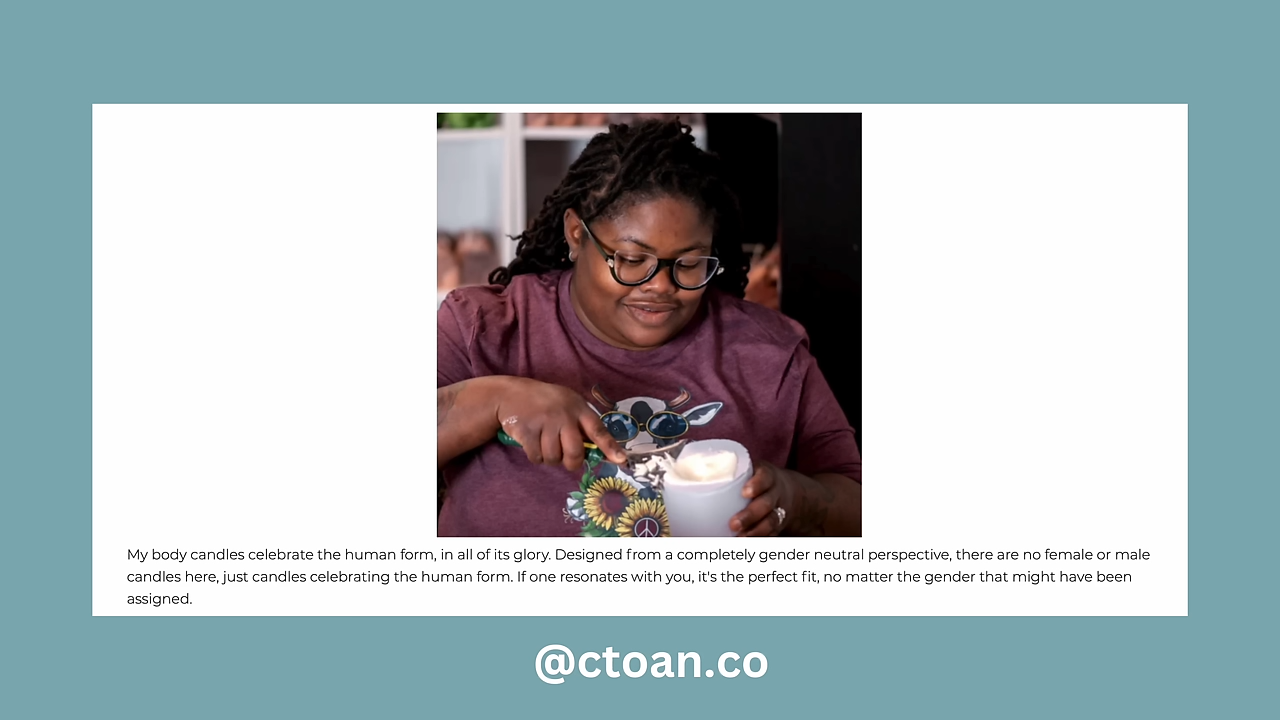 My body candles celebrate the human form, in all of its glory. Designed from a completely gender neutral perspective, there are no female or male
candles here, just candles celebrating the human form. If one resonates with you, it's the perfect fit, no matter the gender that might have been
assigned.
@ctoan.co